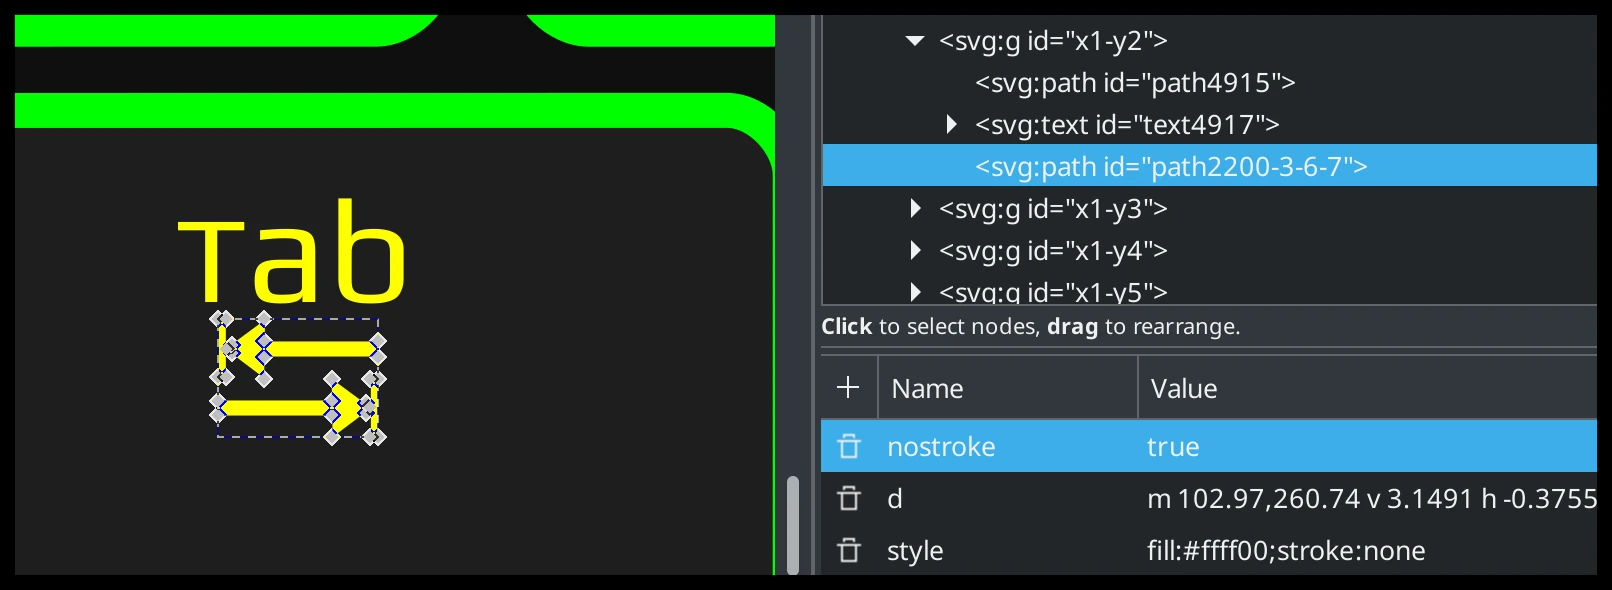 Tab
<svg:g id="x1-y2">
<svg:path id="path4915">
<svg:text id="text4917">
<svg:path id="path2200-3-6-7">
<svg:g id="x1-y3">
<svg:g id="x1-y4">
<svg:g id="x1-y5">
Click to select nodes, drag to rearrange.
+ Name Value
nostroke true
d m 102.97,260.74 v 3.1491 h -0.3755
style fill:#ffff00;stroke:none